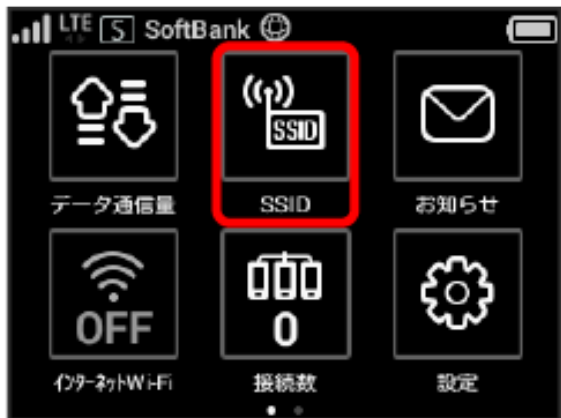 LTE S SoftBank
SSID
データ通信量 SSID お知らせ
OFF 0
インターネットWi-Fi 接続数 設定